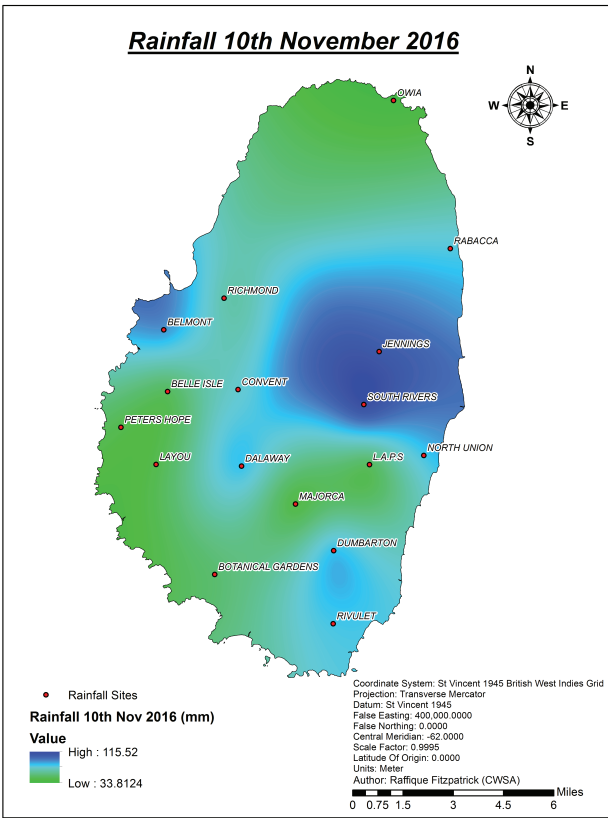 Rainfall 10th November 2016
N
W
E
S
OWIA
RABACCA
RICHMOND
BELMONT
JENNINGS
BELLE ISLE
CONVENT
SOUTH RIVERS
PETERS HOPE
NORTH UNION
LAYOU
DALAWAY
L.A.P.S
MAJORCA
DUMBARTON
BOTANICAL GARDENS
RIVULET
Rainfall Sites
Rainfall 10th Nov 2016 (mm)
Value
High : 115.52
Low : 33.8124
Coordinate System: St Vincent 1945 British West Indies Grid
Projection: Transverse Mercator
Datum: St Vincent 1945
False Easting: 400,000.0000
False Northing: 0.0000
Central Meridian: -62.0000
Scale Factor: 0.9995
Latitude Of Origin: 0.0000
Units: Meter
Author: Raffique Fitzpatrick (CWSA)
Miles
0 0.75 1.5 3 4.5 6